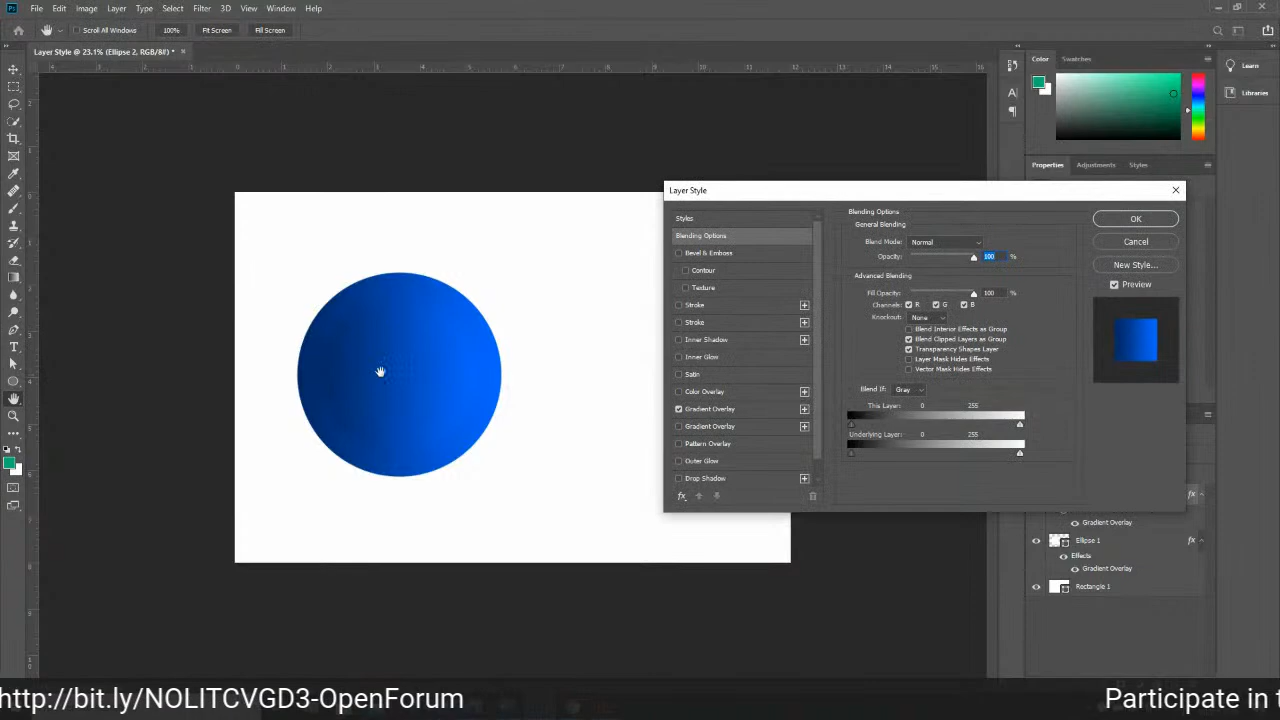 Ps File Edit Image Layer Type Select Filter 3D View Window Help
Scroll All Windows 100% Fit Screen Fill Screen
Layer Style @ 23.1% (Ellipse 2, RGB/8#) * ×
Color Swatches
Learn
Libraries
Properties Adjustments Styles
Layer Style
Styles
Blending Options
Bevel & Emboss
Contour
Texture
Stroke
Stroke
Inner Shadow
Inner Glow
Satin
Color Overlay
Gradient Overlay
Gradient Overlay
Pattern Overlay
Outer Glow
Drop Shadow
fx
Blending Options
General Blending
Blend Mode: Normal
Opacity: 100 %
Advanced Blending
Fill Opacity: 100 %
Channels: R G B
Knockout: None
Blend Interior Effects as Group
Blend Clipped Layers as Group
Transparency Shapes Layer
Layer Mask Hides Effects
Vector Mask Hides Effects
Blend If: Gray
This Layer: 0 255
Underlying Layer: 0 255
OK
Cancel
New Style...
Preview
fx
Gradient Overlay
Ellipse 1 fx
Effects
Gradient Overlay
Rectangle 1
http://bit.ly/NOLITCVGD3-OpenForum
Participate in t